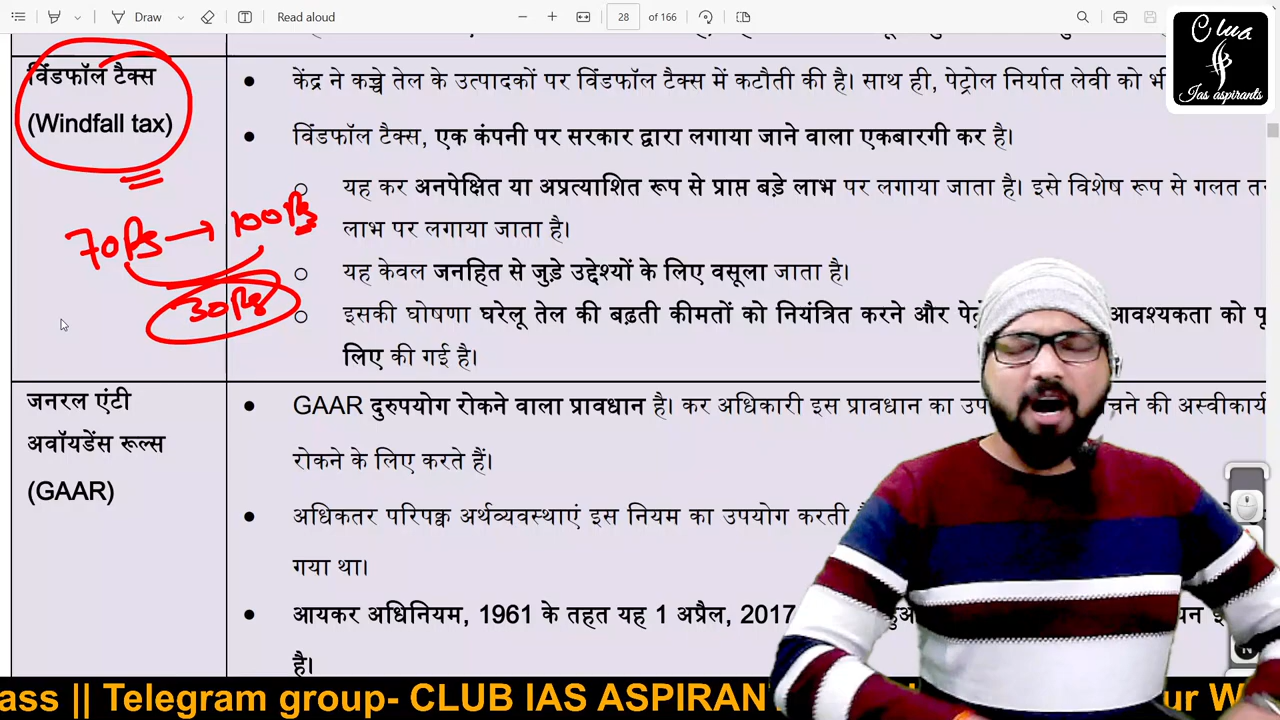 Draw
Read aloud
28 of 166
Club
Ias aspirants
विंडफॉल टैक्स
(Windfall tax)
केंद्र ने कच्चे तेल के उत्पादकों पर विंडफॉल टैक्स में कटौती की है। साथ ही, पेट्रोल निर्यात लेवी को भी
विंडफॉल टैक्स, एक कंपनी पर सरकार द्वारा लगाया जाने वाला एकबारगी कर है।
यह कर अनपेक्षित या अप्रत्याशित रूप से प्राप्त बड़े लाभ पर लगाया जाता है। इसे विशेष रूप से गलत
लाभ पर लगाया जाता है।
70Rs → 100Rs
30Rs
यह केवल जनहित से जुड़े उद्देश्यों के लिए वसूला जाता है।
इसकी घोषणा घरेलू तेल की बढ़ती कीमतों को नियंत्रित करने और आवश्यकता को
लिए की गई है।
जनरल एंटी
अवॉयडेंस रूल्स
(GAAR)
GAAR दुरुपयोग रोकने वाला प्रावधान है। कर अधिकारी इस प्रावधान का की अस्वीकार्य
रोकने के लिए करते हैं।
अधिकतर परिपक्व अर्थव्यवस्थाएं इस नियम का उपयोग करती
गया था।
आयकर अधिनियम, 1961 के तहत यह 1 अप्रैल, 2017
है।
ass || Telegram group- CLUB IAS ASPIRAN